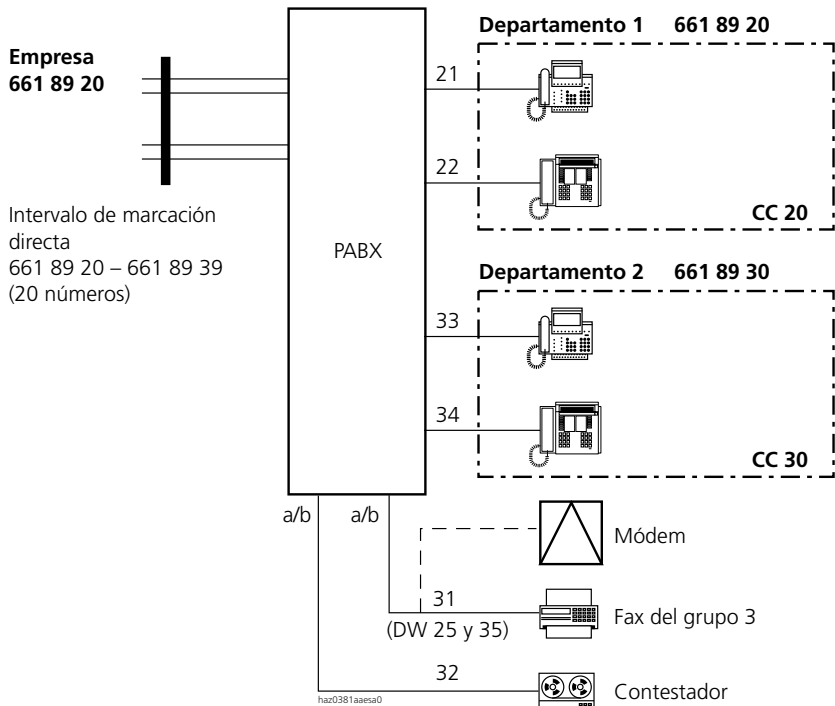 Empresa
661 89 20
Intervalo de marcación
directa
661 89 20 – 661 89 39
(20 números)
PABX
Departamento 1 661 89 20
21
22
CC 20
Departamento 2 661 89 30
33
34
CC 30
a/b a/b
Módem
31
(DW 25 y 35)
Fax del grupo 3
32
Contestador
haz0381aaesa0